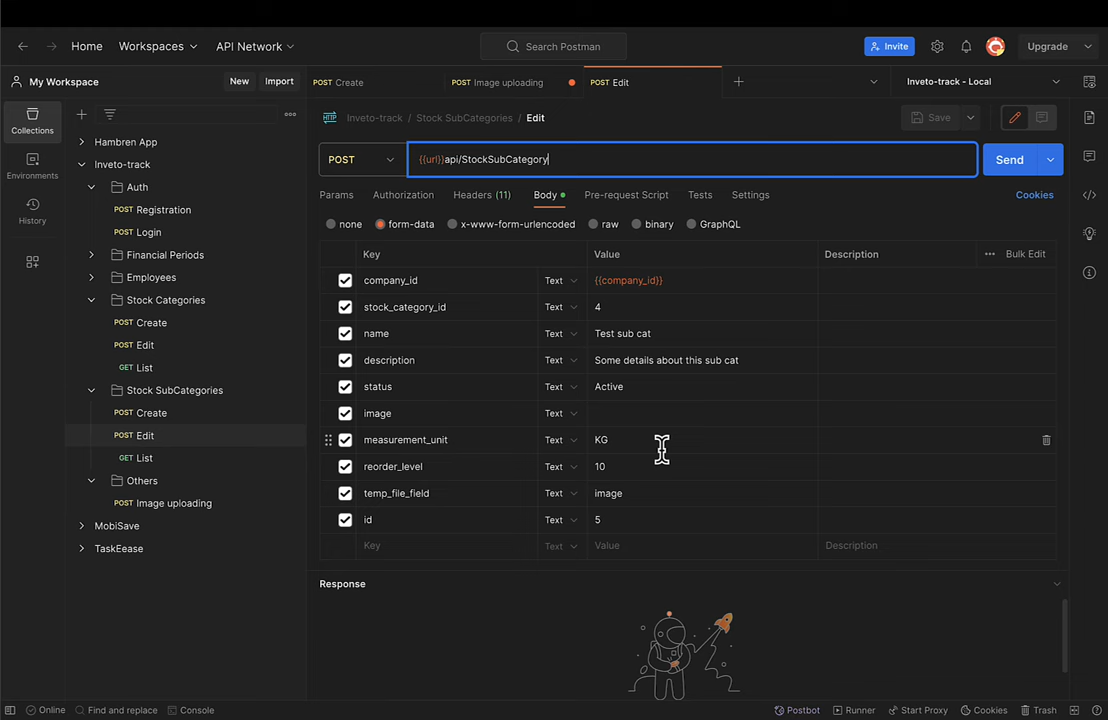 Home Workspaces API Network Search Postman Invite Upgrade
My Workspace New Import POST Create POST Image uploading POST Edit Inveto-track - Local
Collections
Environments
History
Hambren App
Inveto-track
Auth
POST Registration
POST Login
Financial Periods
Employees
Stock Categories
POST Create
POST Edit
GET List
Stock SubCategories
POST Create
POST Edit
GET List
Others
POST Image uploading
MobiSave
TaskEease
HTTP Inveto-track / Stock SubCategories / Edit Save
POST {{url}}api/StockSubCategory Send
Params Authorization Headers (11) Body Pre-request Script Tests Settings Cookies
none form-data x-www-form-urlencoded raw binary GraphQL
Key Value Description Bulk Edit
company_id Text {{company_id}}
stock_category_id Text 4
name Text Test sub cat
description Text Some details about this sub cat
status Text Active
image Text
measurement_unit Text KG
reorder_level Text 10
temp_file_field Text image
id Text 5
Key Text Value Description
Response
Online Find and replace Console Postbot Runner Start Proxy Cookies Trash